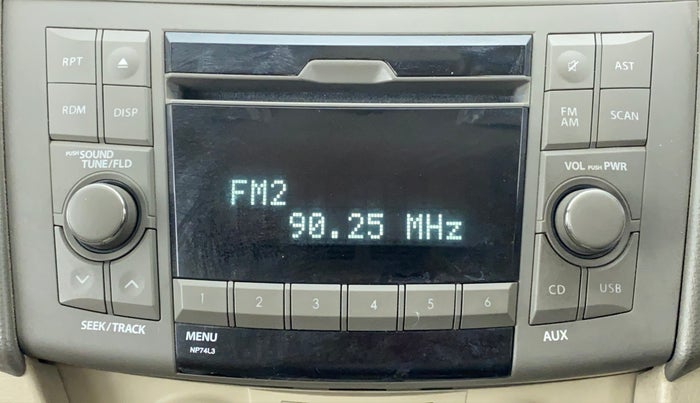 RPT
AST
RDM
DISP
FM
AM
SCAN
PUSH SOUND
TUNE/FLD
VOL PUSH PWR
FM2
90.25 MHz
CD
USB
1 2 3 4 5 6
SEEK/TRACK
MENU
AUX
NP74L3